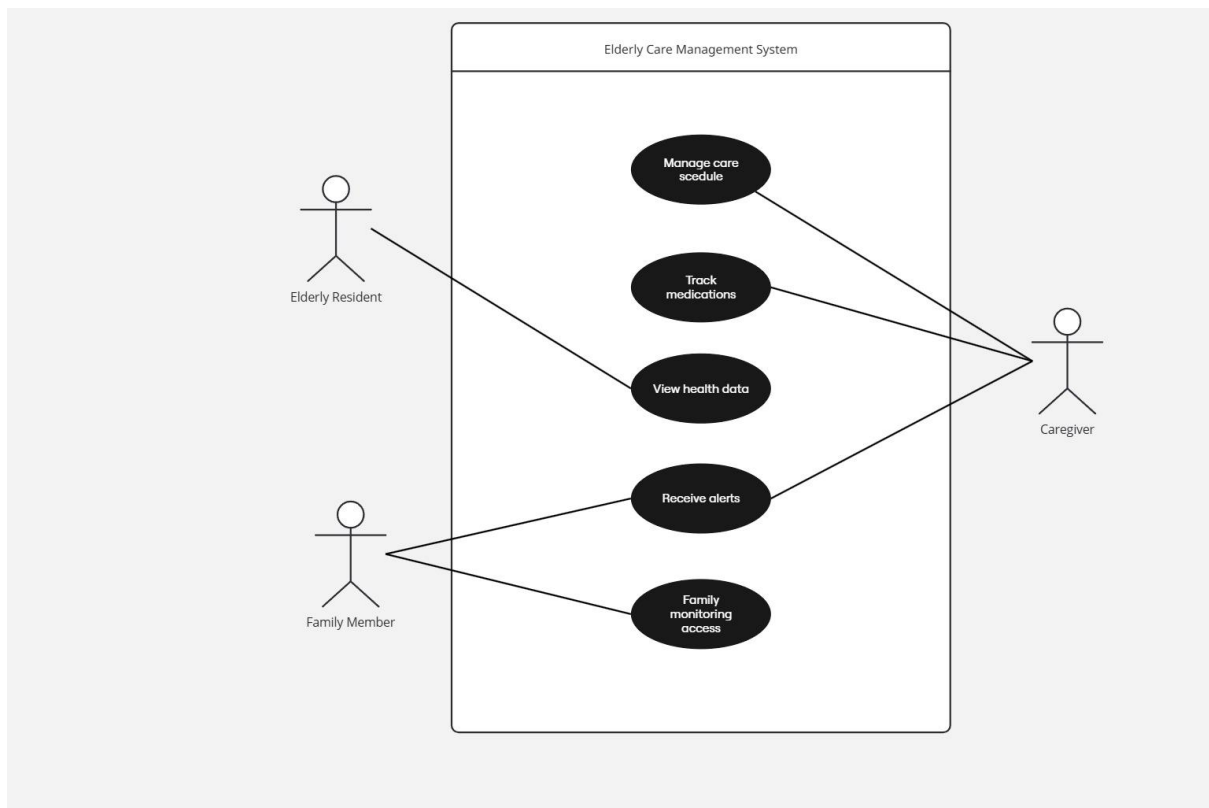 Elderly Care Management System
Manage care
scedule
Elderly Resident
Track
medications
View health data
Caregiver
Receive alerts
Family Member
Family
monitoring
access